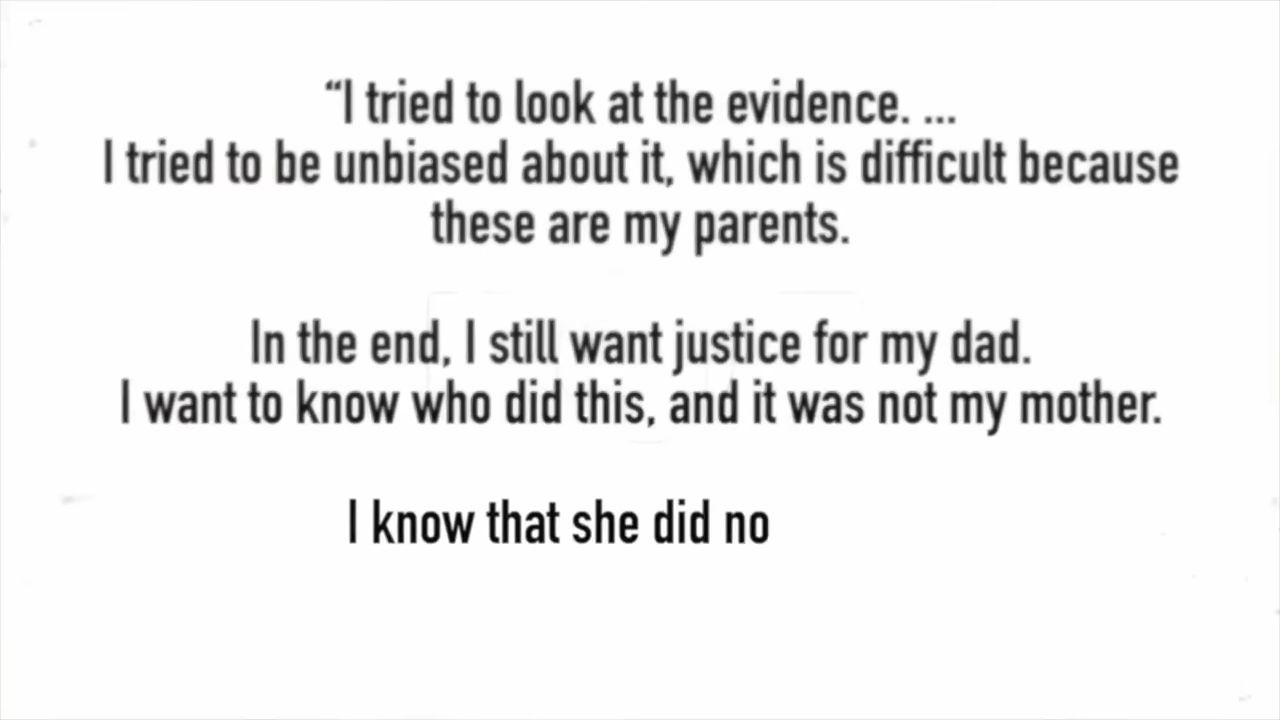 “I tried to look at the evidence. ...
I tried to be unbiased about it, which is difficult because
these are my parents.
In the end, I still want justice for my dad.
I want to know who did this, and it was not my mother.
I know that she did no